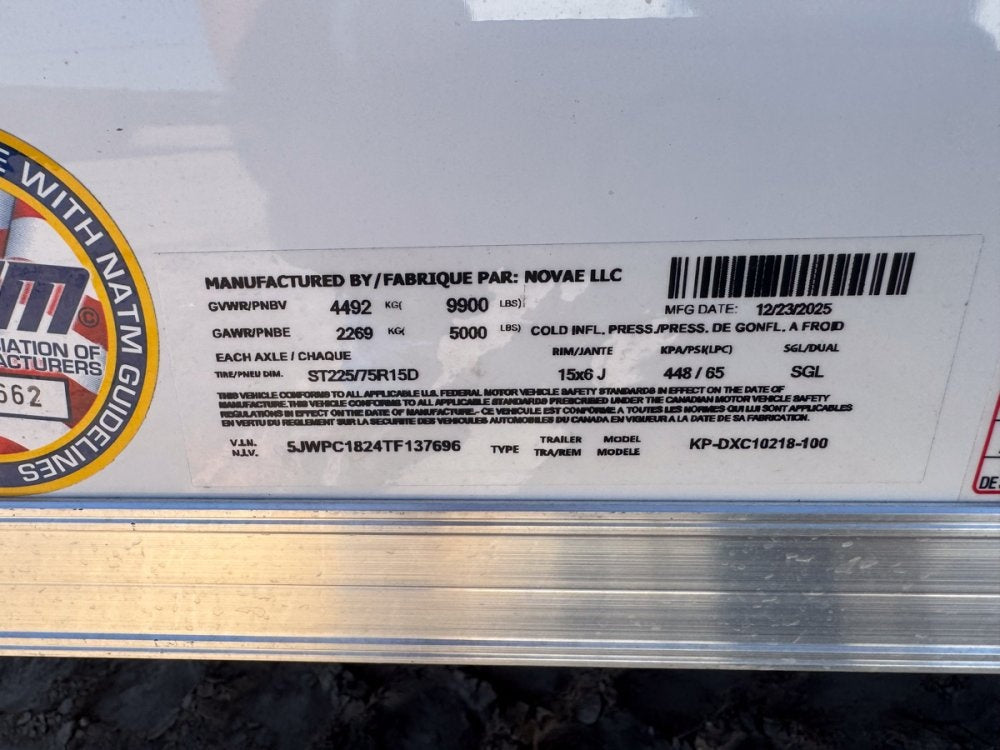 E WITH NATM GUIDELINES
m©
IATION OF
ACTURERS
662
MANUFACTURED BY/FABRIQUE PAR: NOVAE LLC
GVWR/PNBV 4492 KG( 9900 LBS)
MFG DATE: 12/23/2025
GAWR/PNBE 2269 KG( 5000 LBS) COLD INFL. PRESS./PRESS. DE GONFL. A FROID
EACH AXLE / CHAQUE RIM/JANTE KPA/PSI(LPC) SGL/DUAL
TIRE/PNEU DIM. ST225/75R15D 15x6 J 448 / 65 SGL
THIS VEHICLE CONFORMS TO ALL APPLICABLE U.S. FEDERAL MOTOR VEHICLE SAFETY STANDARDS IN EFFECT ON THE DATE OF
MANUFACTURE. THIS VEHICLE CONFORMS TO ALL APPLICABLE STANDARDS PRESCRIBED UNDER THE CANADIAN MOTOR VEHICLE SAFETY
REGULATIONS IN EFFECT ON THE DATE OF MANUFACTURE.- CE VEHICULE EST CONFORME A TOUTES LES NORMES QUI LUI SONT APPLICABLES
EN VERTU DU REGLEMENT SUR LA SECURITE DES VEHICULES AUTOMOBILES DU CANADA EN VIGUEUR A LA DATE DE SA FABRICATION.
V.I.N. 5JWPC1824TF137696 TYPE TRAILER MODEL KP-DXC10218-100
N.I.V. TRA/REM MODELE
DE